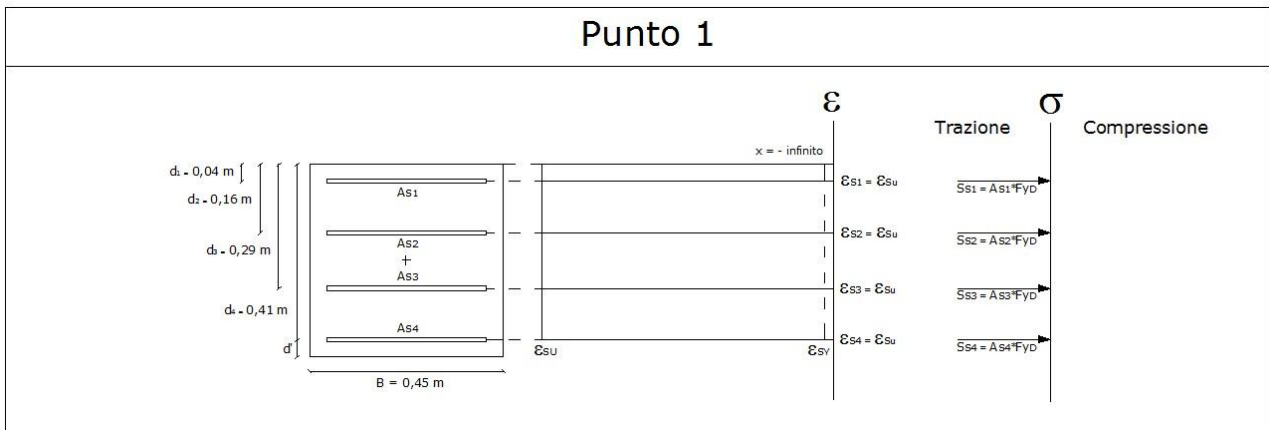 Punto 1
ε
σ
Trazione
Compressione
x = - infinito
d1 - 0,04 m
d2 - 0,16 m
d3 - 0,29 m
d4 - 0,41 m
d'
As1
As2
+
As3
As4
εS1 = εSu
εS2 = εSu
εS3 = εSu
εS4 = εSu
Ss1 = As1*FyD
Ss2 = As2*FyD
Ss3 = As3*FyD
Ss4 = As4*FyD
εSU
εSY
B = 0,45 m